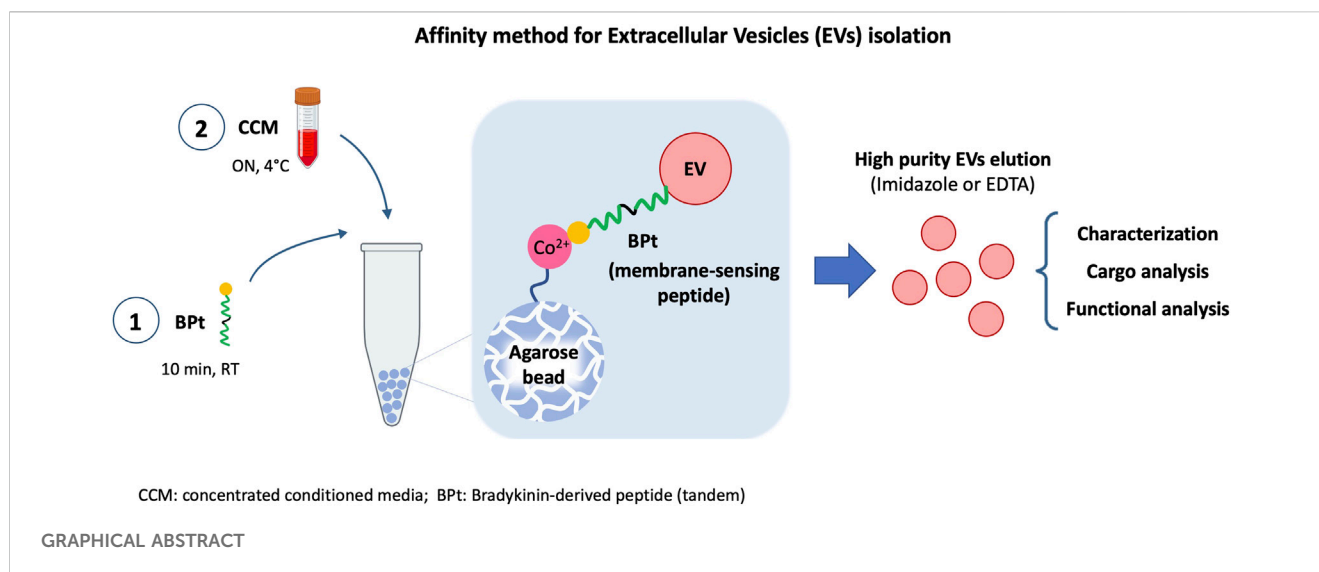 Affinity method for Extracellular Vesicles (EVs) isolation
2
CCM
ON, 4°C
1
BPt
10 min, RT
EV
Co2+
BPt
(membrane-sensing
peptide)
Agarose
bead
High purity EVs elution
(Imidazole or EDTA)
Characterization
Cargo analysis
Functional analysis
CCM: concentrated conditioned media; BPt: Bradykinin-derived peptide (tandem)
GRAPHICAL ABSTRACT